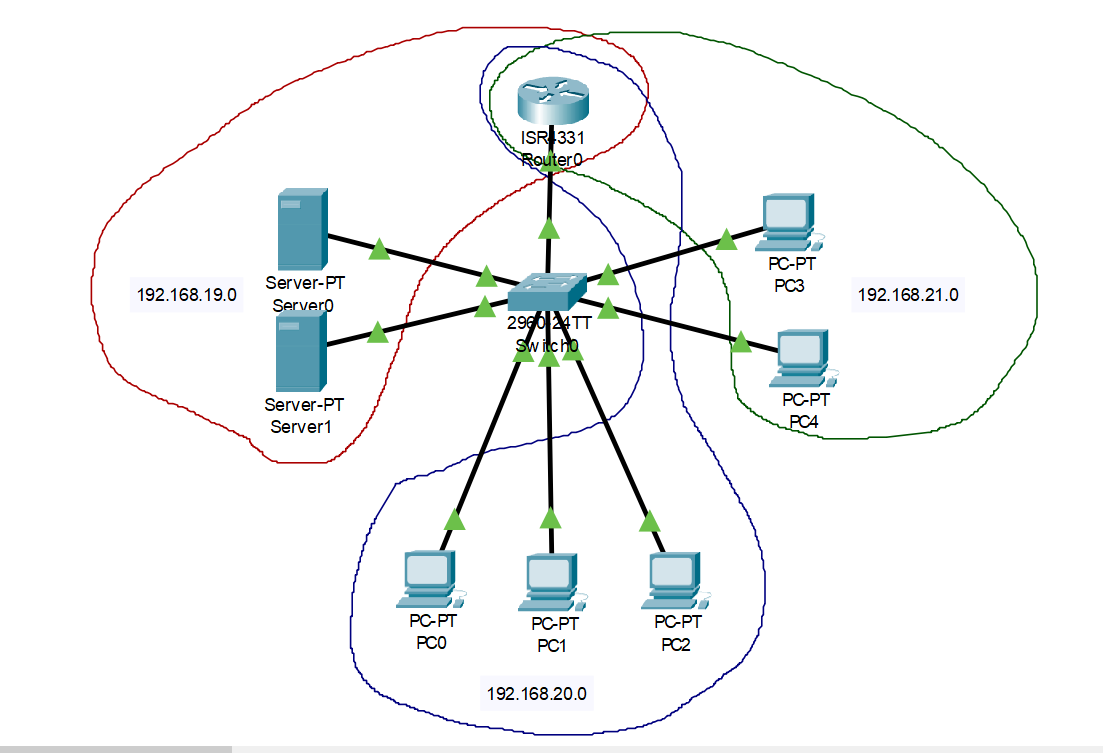 ISR4331
Router0
Server-PT
Server0
192.168.19.0
Server-PT
Server1
2960-24TT
Switch0
PC-PT
PC3
192.168.21.0
PC-PT
PC4
PC-PT
PC0
PC-PT
PC1
PC-PT
PC2
192.168.20.0